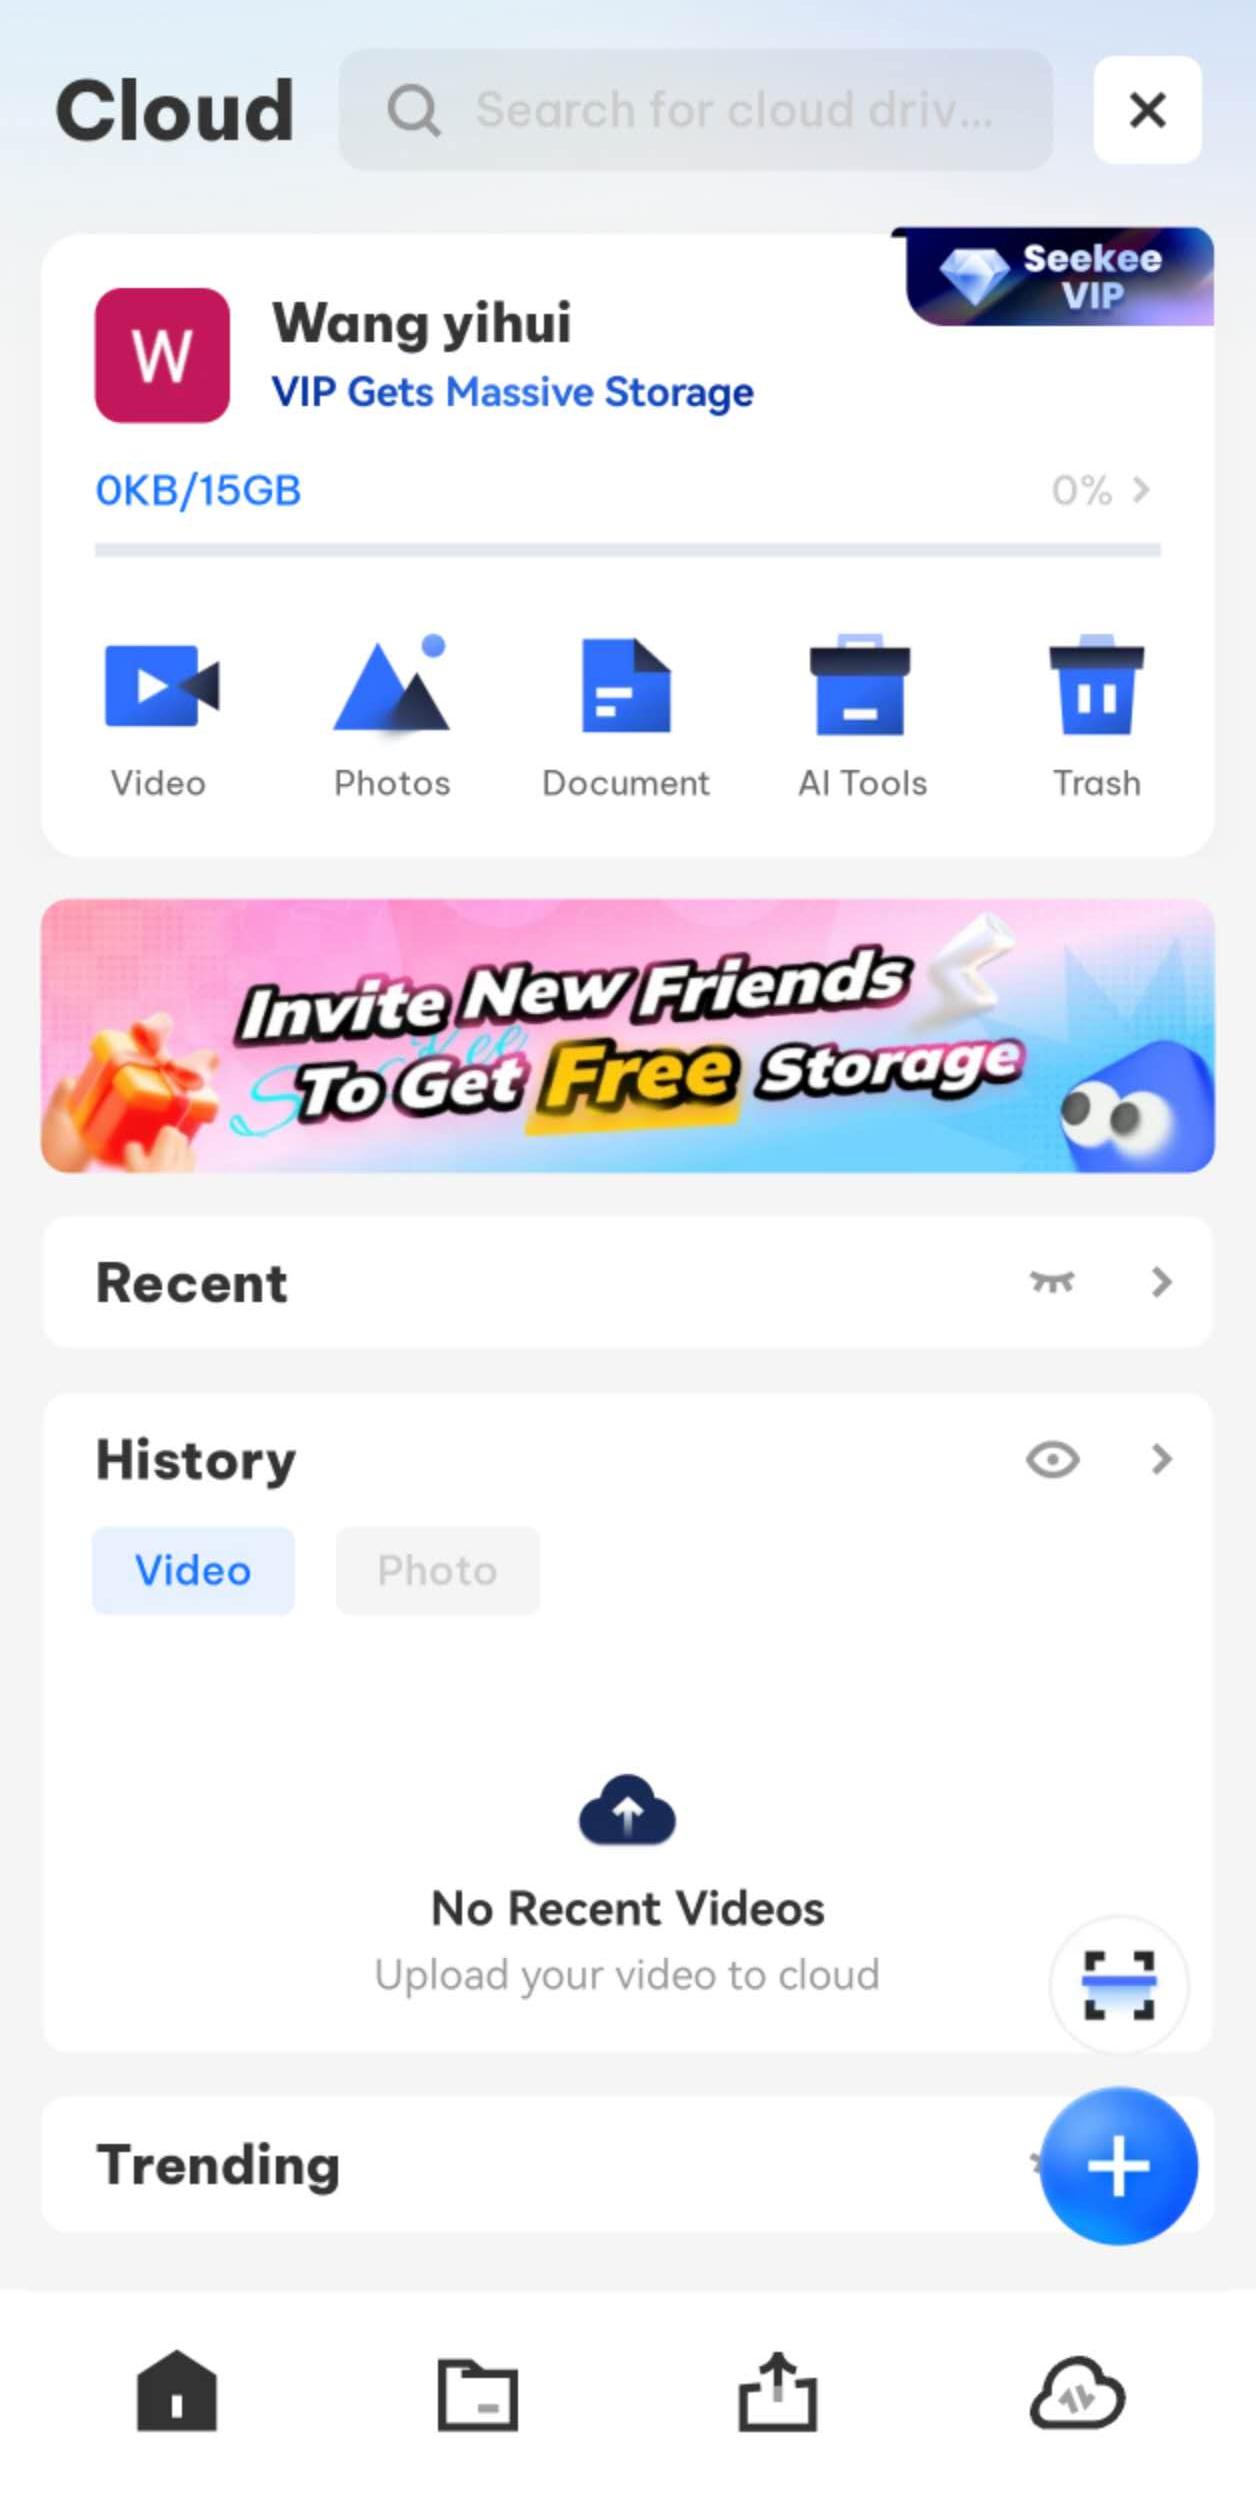 Cloud
Search for cloud driv...
Seekee
VIP
W
Wang yihui
VIP Gets Massive Storage
0KB/15GB
0%
Video
Photos
Document
AI Tools
Trash
Invite New Friends
To Get Free Storage
Recent
History
Video
Photo
No Recent Videos
Upload your video to cloud
Trending